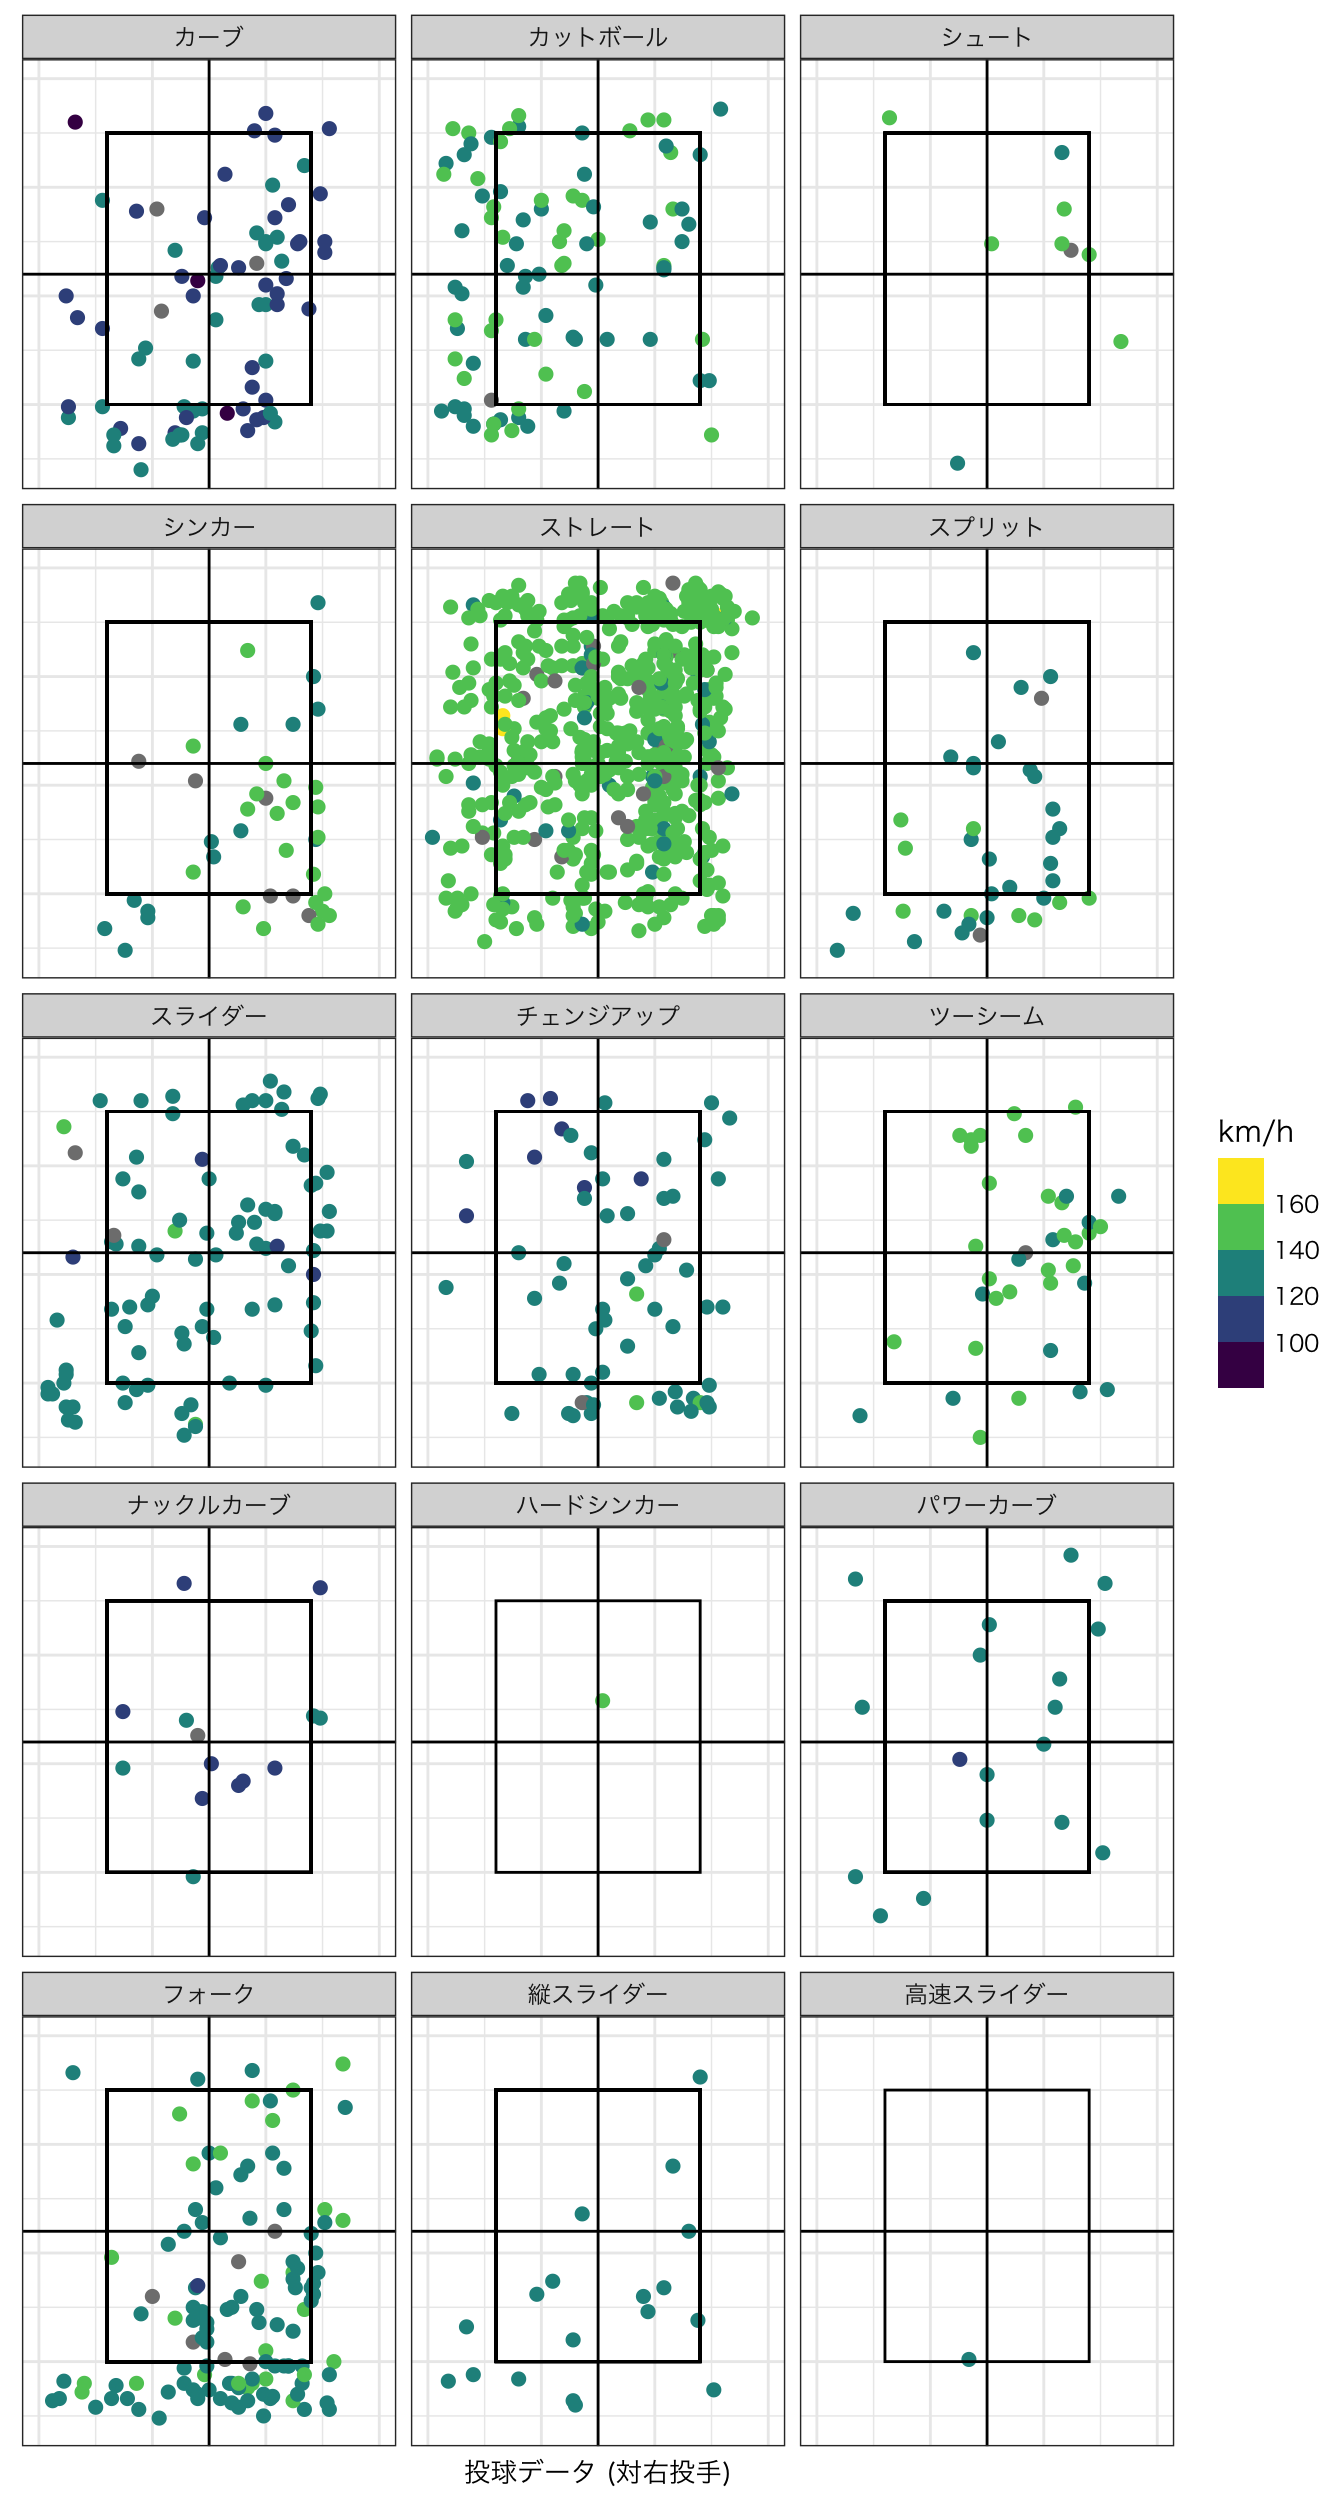 カーブ
カットボール
シュート
シンカー
ストレート
スプリット
スライダー
チェンジアップ
ツーシーム
km/h
160
140
120
100
ナックルカーブ
ハードシンカー
パワーカーブ
フォーク
縦スライダー
高速スライダー
投球データ (対右投手)